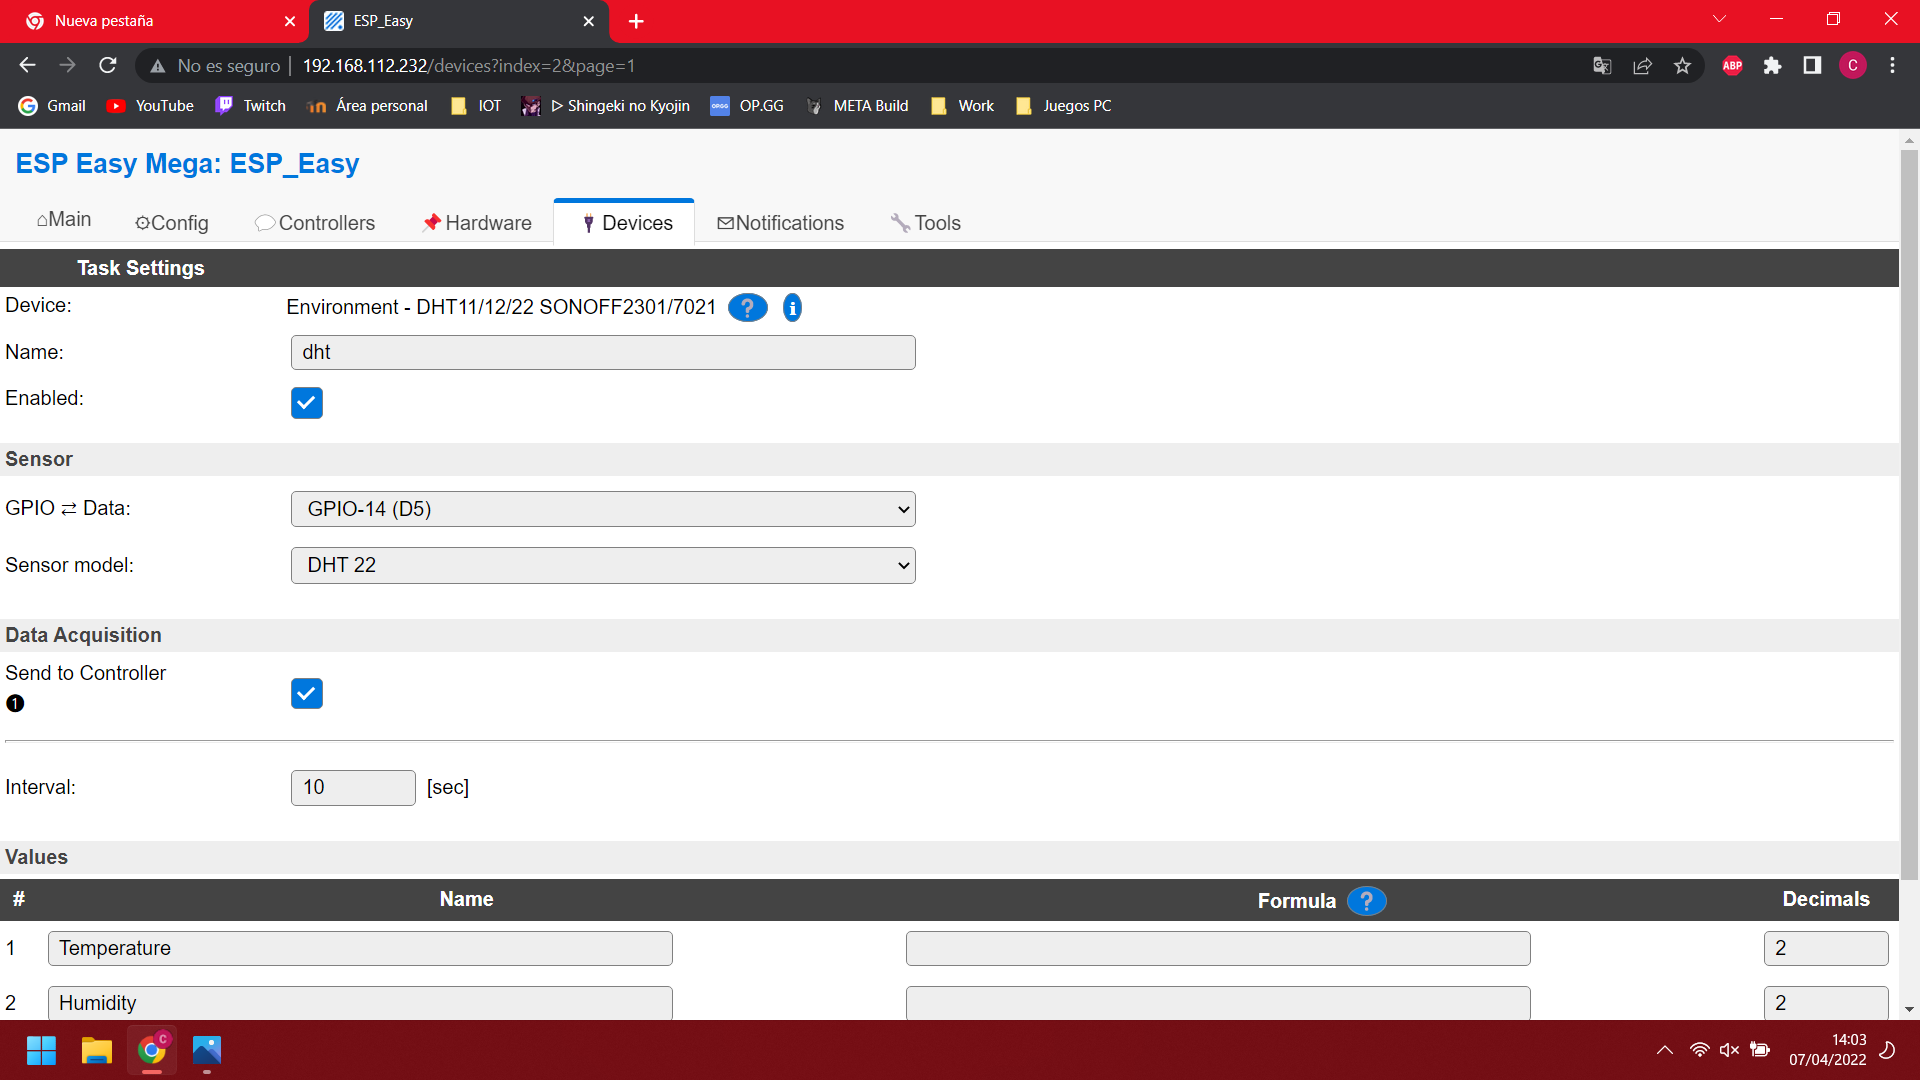 Nueva pestaña
ESP_Easy
No es seguro | 192.168.112.232/devices?index=2&page=1
ABP
C
Gmail YouTube Twitch Área personal IOT ▷ Shingeki no Kyojin OP.GG META Build Work Juegos PC
ESP Easy Mega: ESP_Easy
⌂Main ⚙Config Controllers Hardware Devices ✉Notifications Tools
Task Settings
Device: Environment - DHT11/12/22 SONOFF2301/7021 ? i
Name: dht
Enabled:
Sensor
GPIO ⇄ Data: GPIO-14 (D5)
Sensor model: DHT 22
Data Acquisition
Send to Controller
❶
Interval: 10 [sec]
Values
# Name Formula ? Decimals
1 Temperature 2
2 Humidity 2
C
14:03
07/04/2022